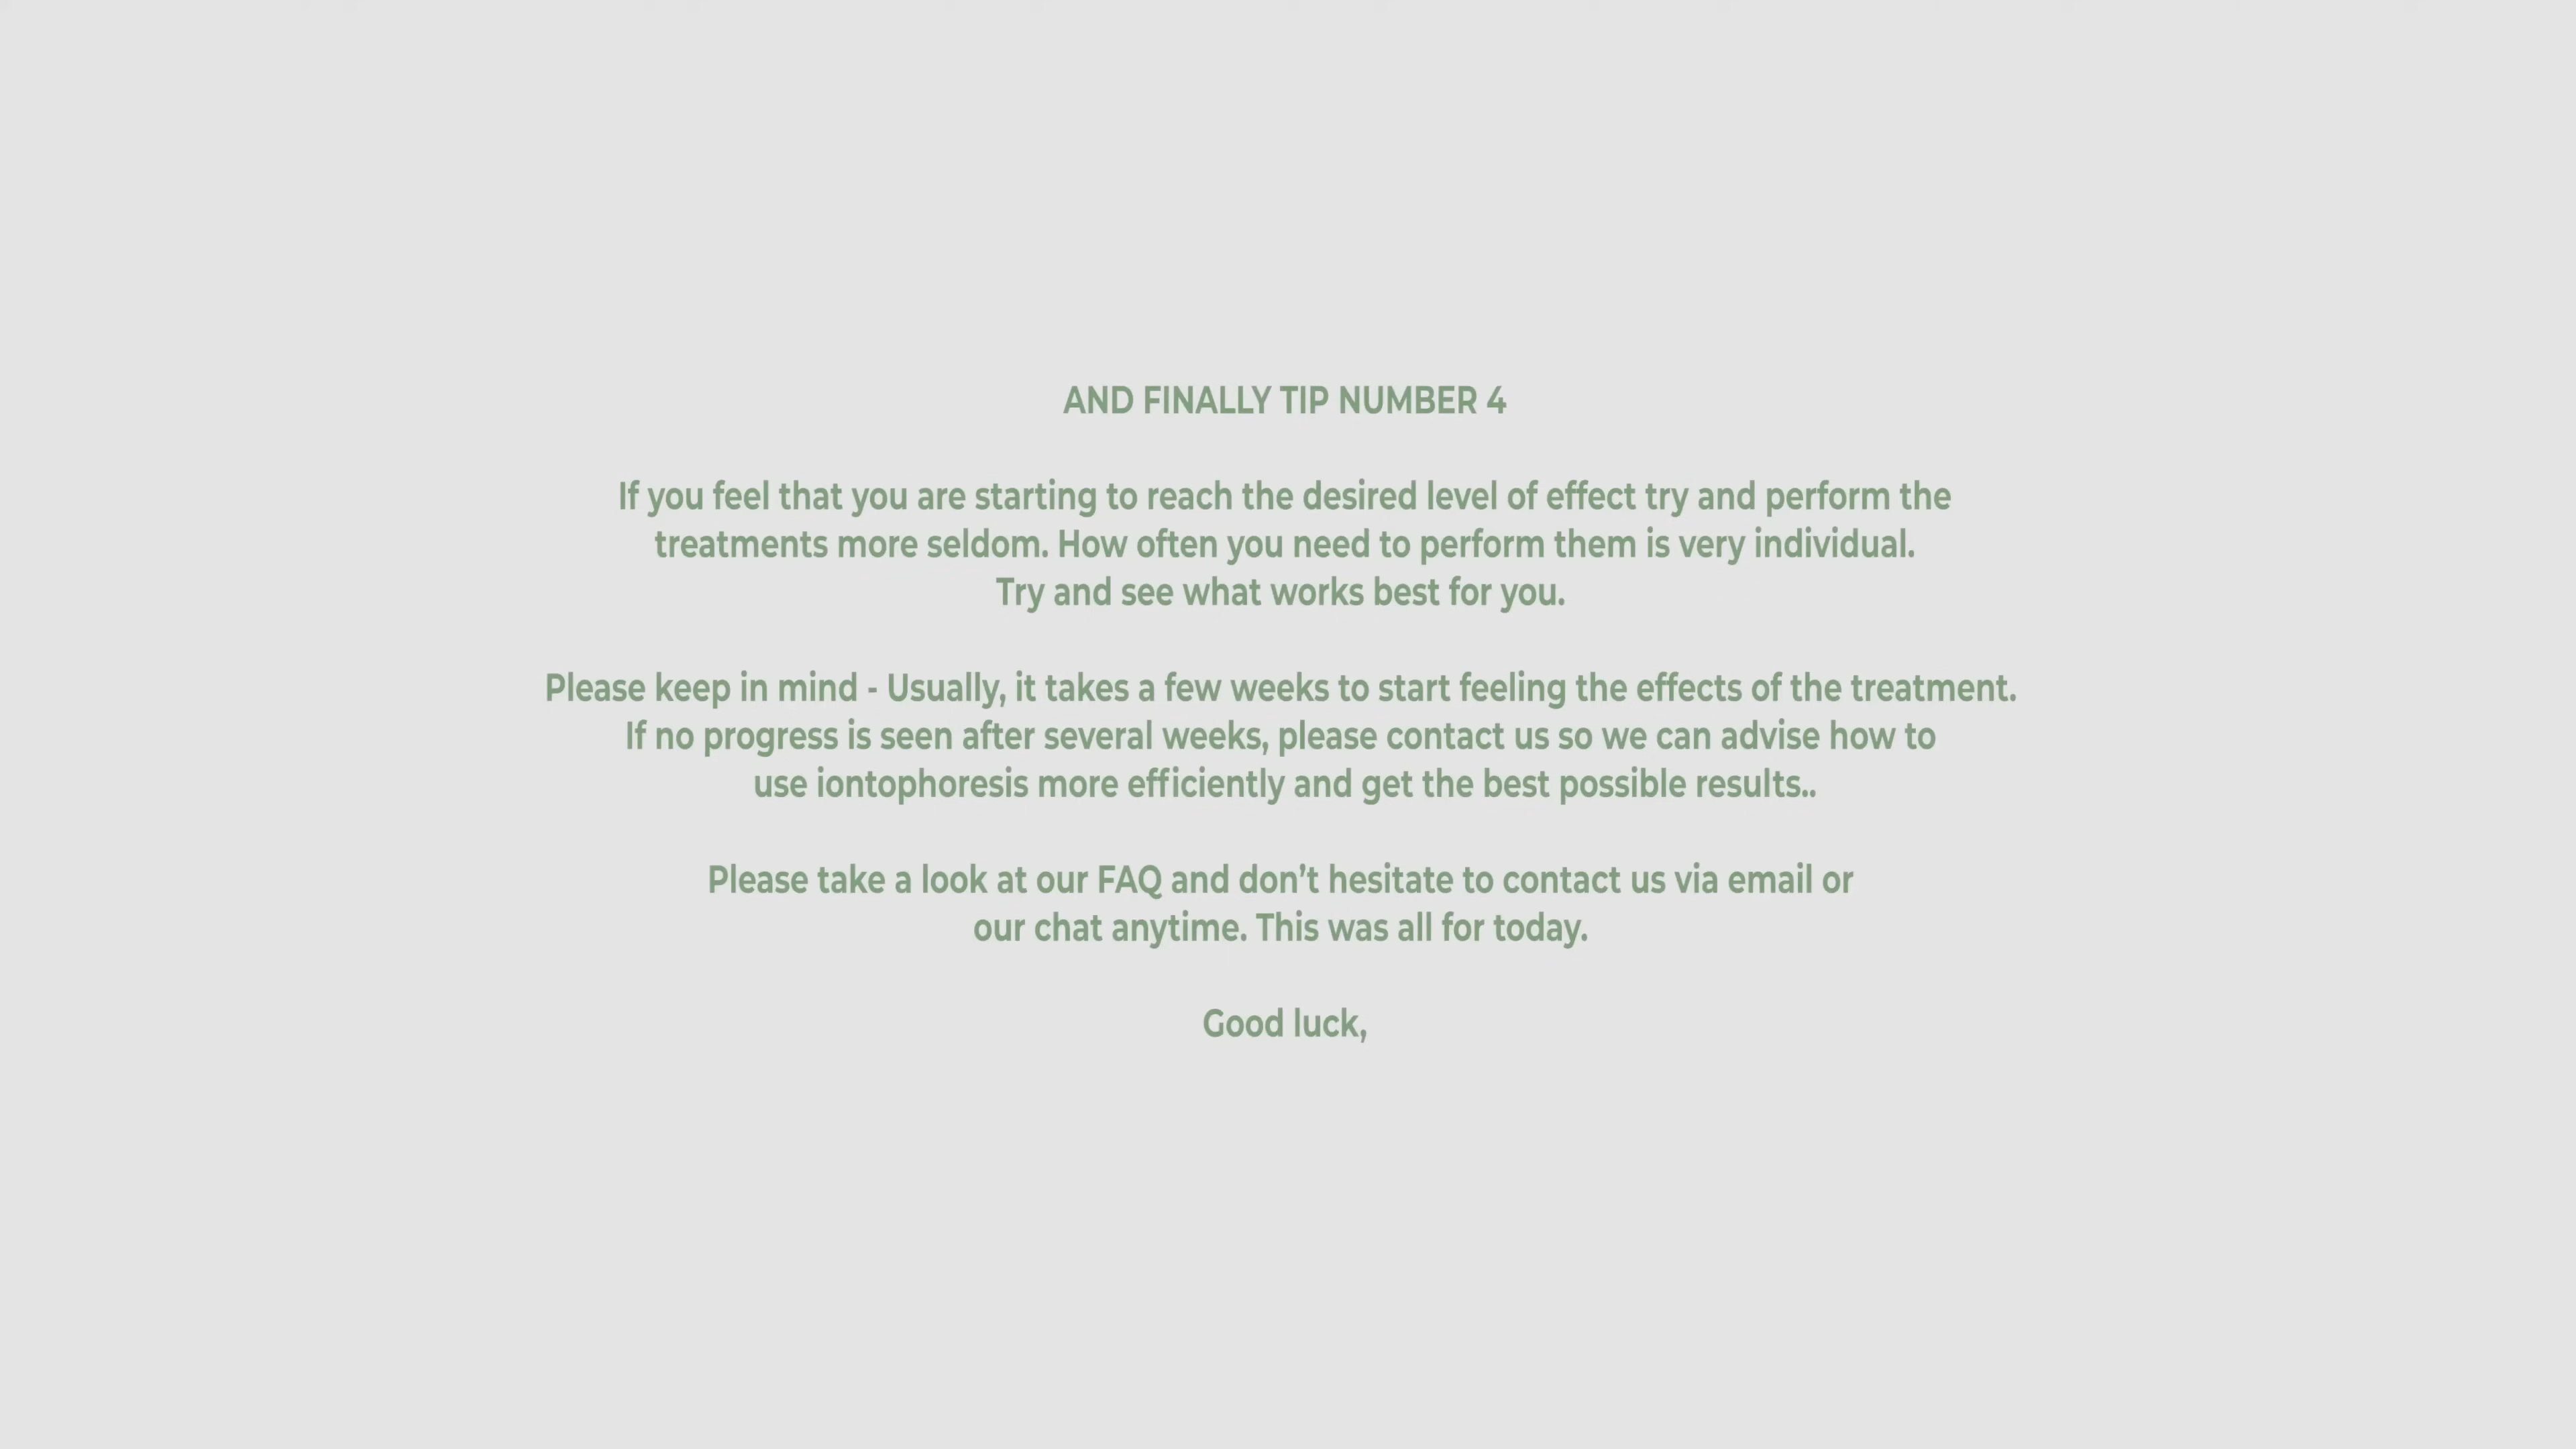 AND FINALLY TIP NUMBER 4
If you feel that you are starting to reach the desired level of effect try and perform the
treatments more seldom. How often you need to perform them is very individual.
Try and see what works best for you.
Please keep in mind - Usually, it takes a few weeks to start feeling the effects of the treatment.
If no progress is seen after several weeks, please contact us so we can advise how to
use iontophoresis more efficiently and get the best possible results..
Please take a look at our FAQ and don’t hesitate to contact us via email or
our chat anytime. This was all for today.
Good luck,